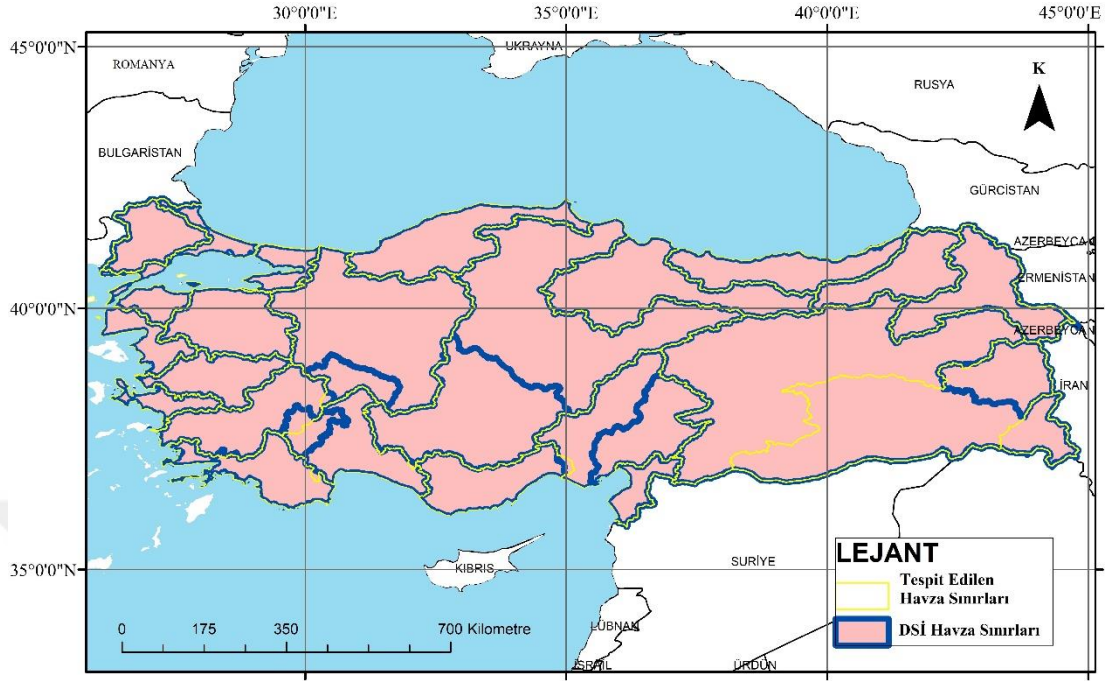 30°0'0"E 35°0'0"E 40°0'0"E 45°0'0"E
45°0'0"N
UKRAYNA
ROMANYA
K
RUSYA
BULGARİSTAN
GÜRCİSTAN
AZERBEYCAN
ERMENİSTAN
40°0'0"N
AZERBEYCAN
İRAN
LEJANT
SURİYE
35°0'0"N
KIBRIS
Tespit Edilen
Havza Sınırları
DSİ Havza Sınırları
0 175 350 700 Kilometre
LÜBNAN
İSRAİL
ÜRDÜN